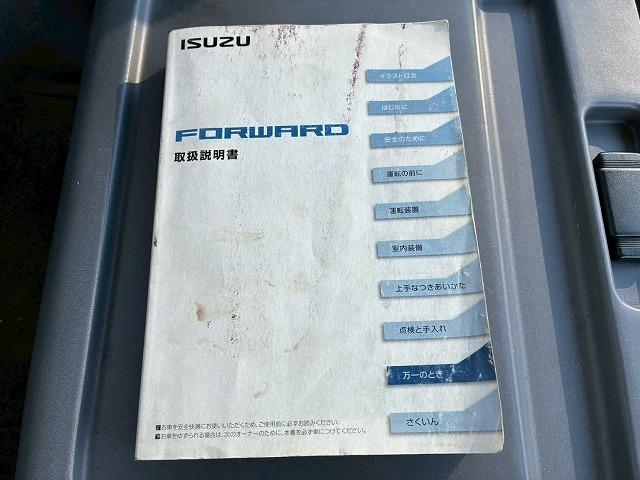 ISUZU
FORWARD
取扱説明書
イラスト目次
はじめに
安全のために
運転の前に
運転装置
室内装備
上手なつきあいかた
点検と手入れ
万一のとき
さくいん
お車を安全快適にお使いいただくため、ご使用前に必ずお読みください。
お車をゆずられる場合は、次のオーナーのために、本書を必ず車につけてください。